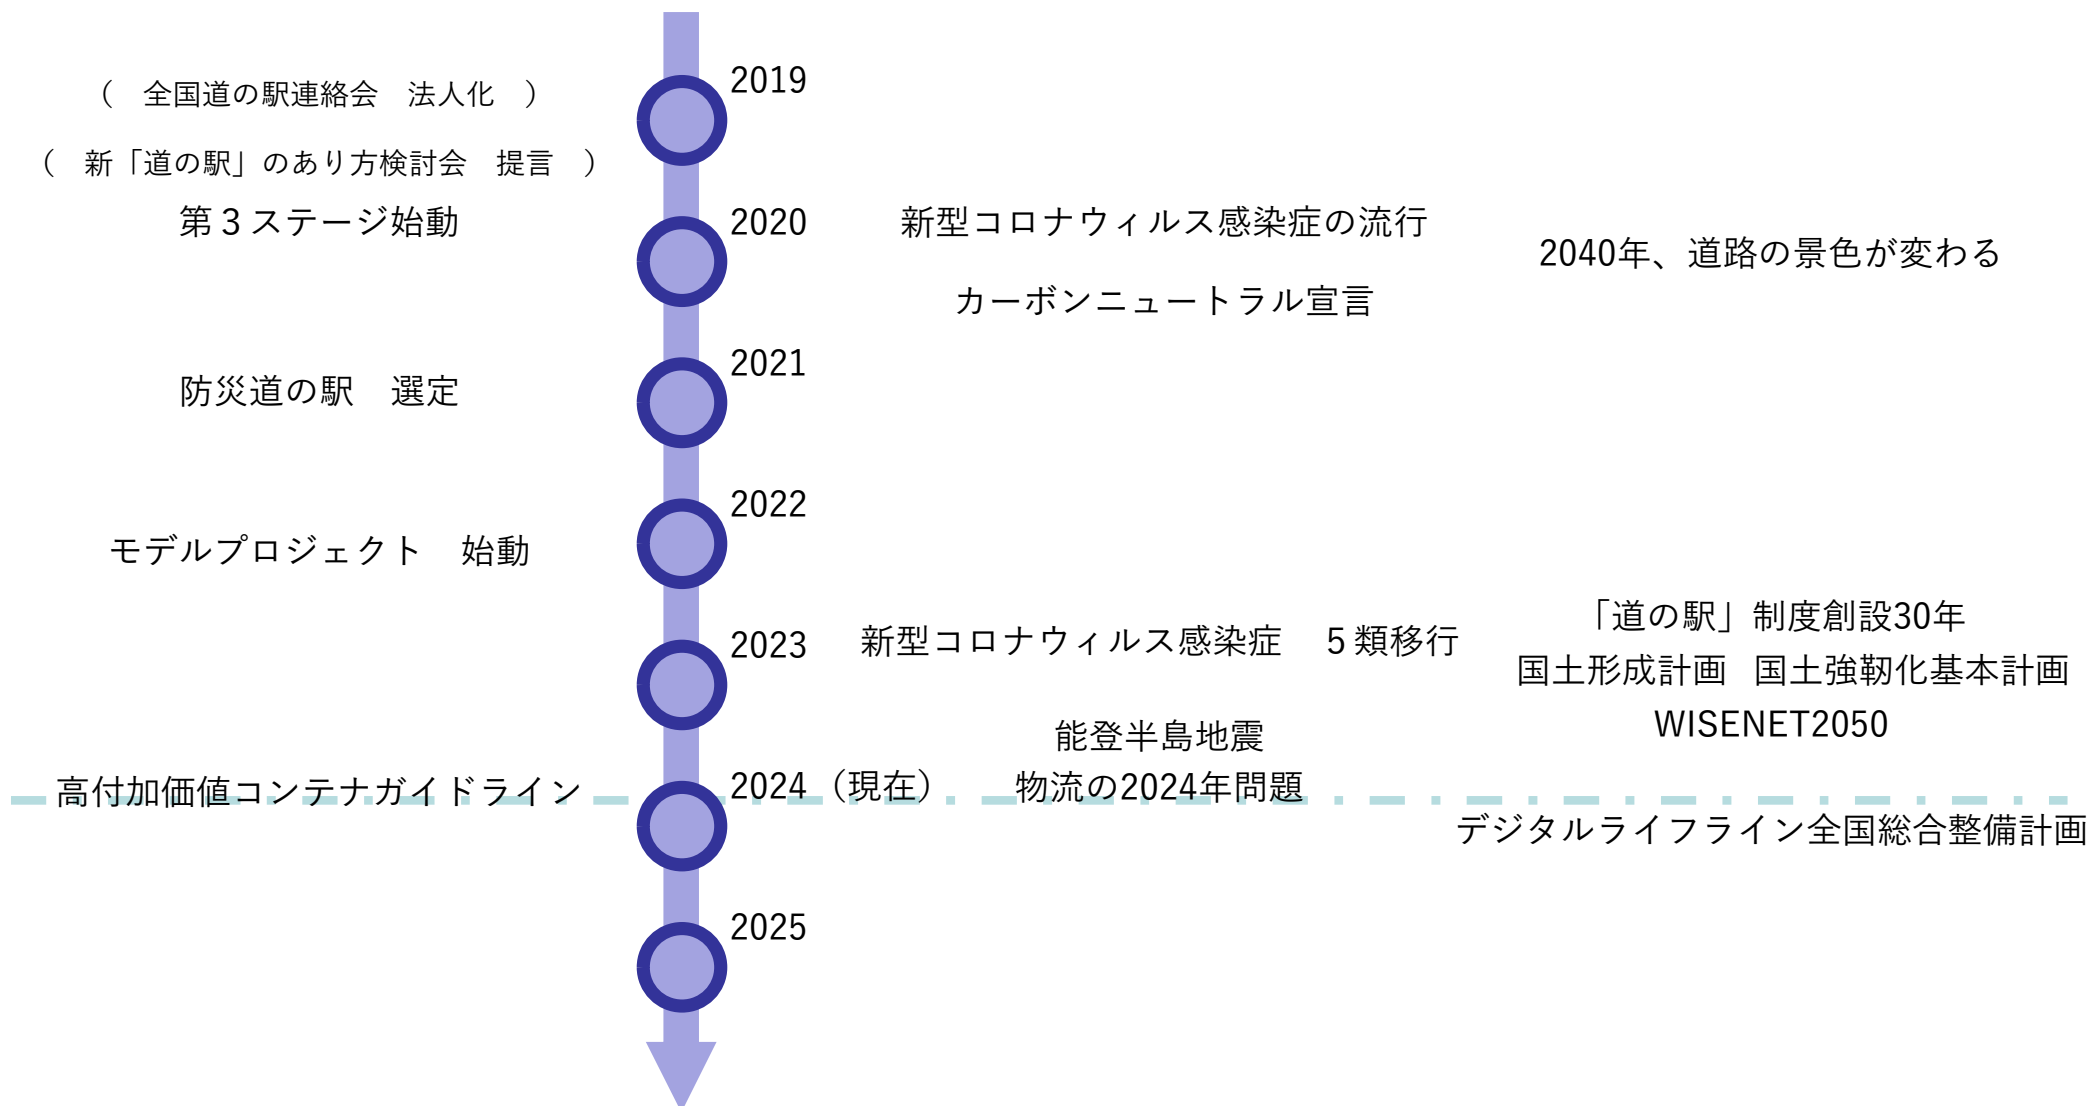 2019
（　全国道の駅連絡会　法人化　）
（　新「道の駅」のあり方検討会　提言　）
第３ステージ始動
2020
新型コロナウィルス感染症の流行
2040年、道路の景色が変わる
カーボンニュートラル宣言
2021
防災道の駅　選定
2022
モデルプロジェクト　始動
2023
新型コロナウィルス感染症　５類移行
「道の駅」制度創設30年
国土形成計画　国土強靱化基本計画
WISENET2050
能登半島地震
高付加価値コンテナガイドライン
2024（現在）
物流の2024年問題
デジタルライフライン全国総合整備計画
2025